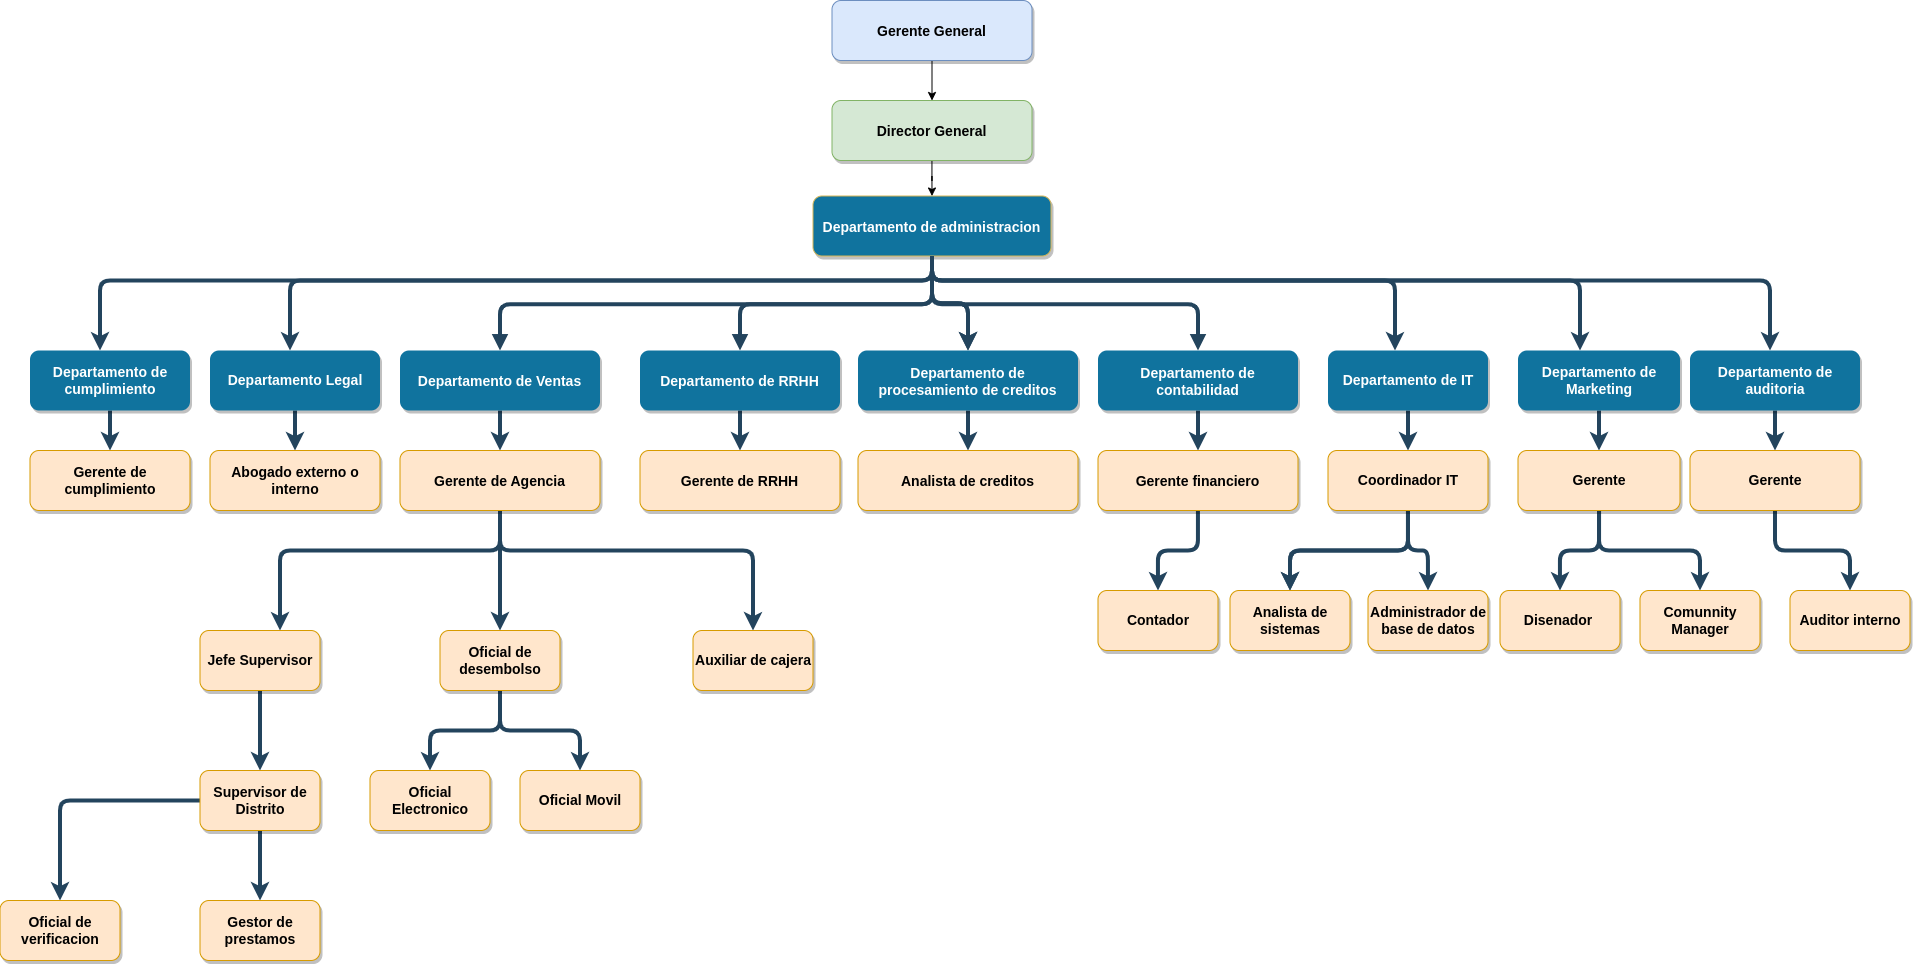 Gerente General
Director General
Departamento de administracion
Departamento de
cumplimiento
Departamento Legal
Departamento de Ventas
Departamento de RRHH
Departamento de
procesamiento de creditos
Departamento de
contabilidad
Departamento de IT
Departamento de
Marketing
Departamento de
auditoria
Gerente de
cumplimiento
Abogado externo o
interno
Gerente de Agencia
Gerente de RRHH
Analista de creditos
Gerente financiero
Coordinador IT
Gerente
Gerente
Contador
Analista de
sistemas
Administrador de
base de datos
Disenador
Comunnity
Manager
Auditor interno
Jefe Supervisor
Oficial de
desembolso
Auxiliar de cajera
Supervisor de
Distrito
Oficial
Electronico
Oficial Movil
Oficial de
verificacion
Gestor de
prestamos